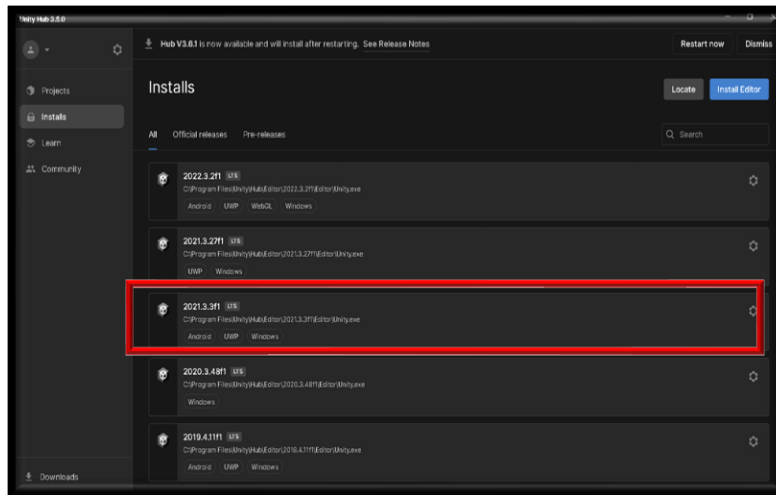 Unity Hub 3.5.0
Hub V3.6.1 is now available and will install after restarting. See Release Notes
Restart now
Dismiss
Projects
Installs
Learn
Community
Downloads
Installs
Locate
Install Editor
All
Official releases
Pre-releases
Search
2022.3.2f1 LTS
C:\Program Files\Unity\Hub\Editor\2022.3.2f1\Editor\Unity.exe
Android
UWP
WebGL
Windows
2021.3.27f1 LTS
C:\Program Files\Unity\Hub\Editor\2021.3.27f1\Editor\Unity.exe
UWP
Windows
2021.3.3f1 LTS
C:\Program Files\Unity\Hub\Editor\2021.3.3f1\Editor\Unity.exe
Android
UWP
Windows
2020.3.48f1 LTS
C:\Program Files\Unity\Hub\Editor\2020.3.48f1\Editor\Unity.exe
Windows
2019.4.11f1 LTS
C:\Program Files\Unity\Hub\Editor\2019.4.11f1\Editor\Unity.exe
Android
UWP
Windows